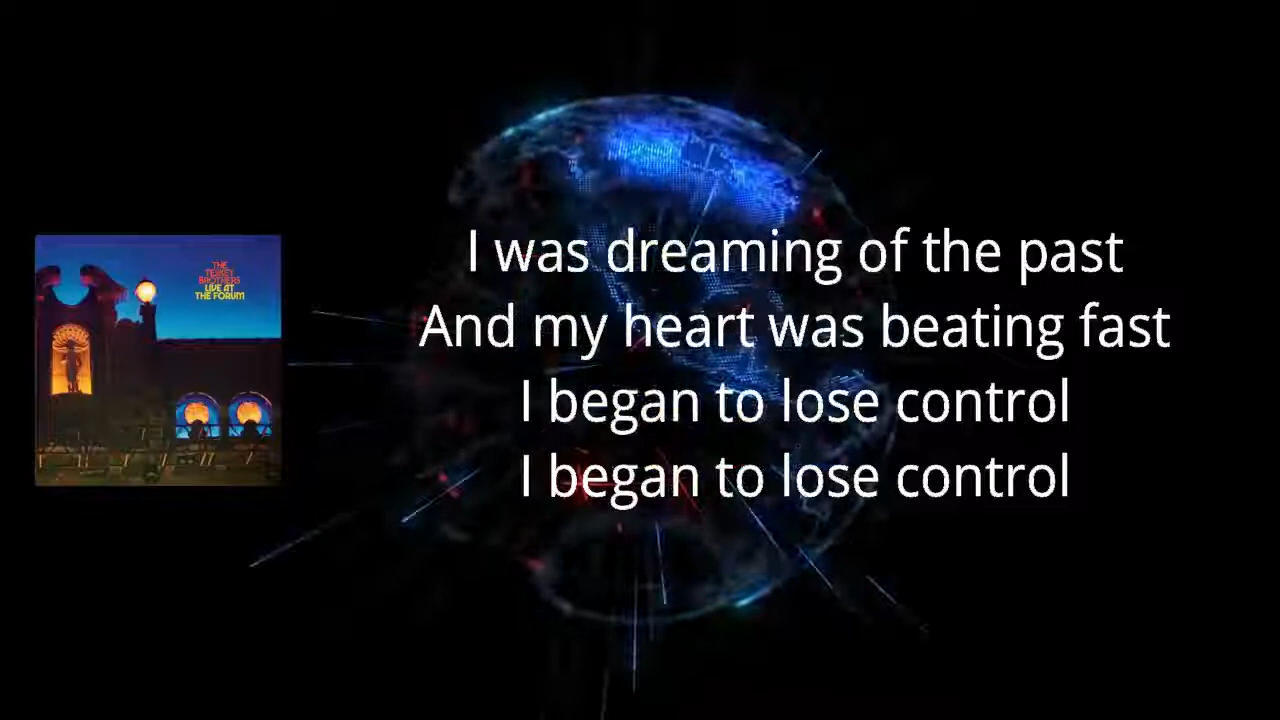 THE
TESKEY
BROTHERS
LIVE AT
THE FORUM
I was dreaming of the past
And my heart was beating fast
I began to lose control
I began to lose control